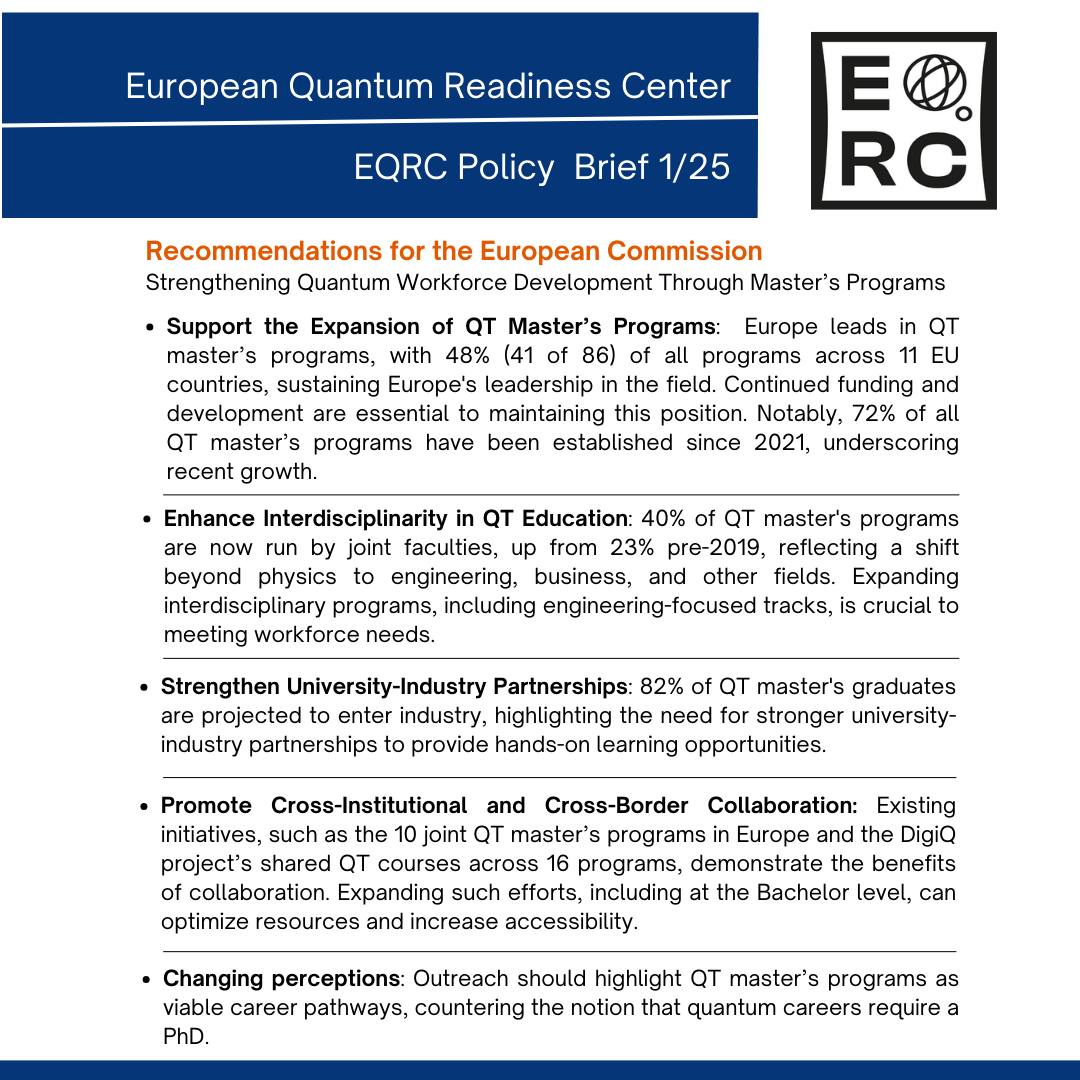 European Quantum Readiness Center
EQRC Policy Brief 1/25
E Q
RC
Recommendations for the European Commission
Strengthening Quantum Workforce Development Through Master’s Programs
• Support the Expansion of QT Master’s Programs: Europe leads in QT
master’s programs, with 48% (41 of 86) of all programs across 11 EU
countries, sustaining Europe's leadership in the field. Continued funding and
development are essential to maintaining this position. Notably, 72% of all
QT master’s programs have been established since 2021, underscoring
recent growth.
• Enhance Interdisciplinarity in QT Education: 40% of QT master's programs
are now run by joint faculties, up from 23% pre-2019, reflecting a shift
beyond physics to engineering, business, and other fields. Expanding
interdisciplinary programs, including engineering-focused tracks, is crucial to
meeting workforce needs.
• Strengthen University-Industry Partnerships: 82% of QT master's graduates
are projected to enter industry, highlighting the need for stronger university-
industry partnerships to provide hands-on learning opportunities.
• Promote Cross-Institutional and Cross-Border Collaboration: Existing
initiatives, such as the 10 joint QT master’s programs in Europe and the DigiQ
project’s shared QT courses across 16 programs, demonstrate the benefits
of collaboration. Expanding such efforts, including at the Bachelor level, can
optimize resources and increase accessibility.
• Changing perceptions: Outreach should highlight QT master’s programs as
viable career pathways, countering the notion that quantum careers require a
PhD.